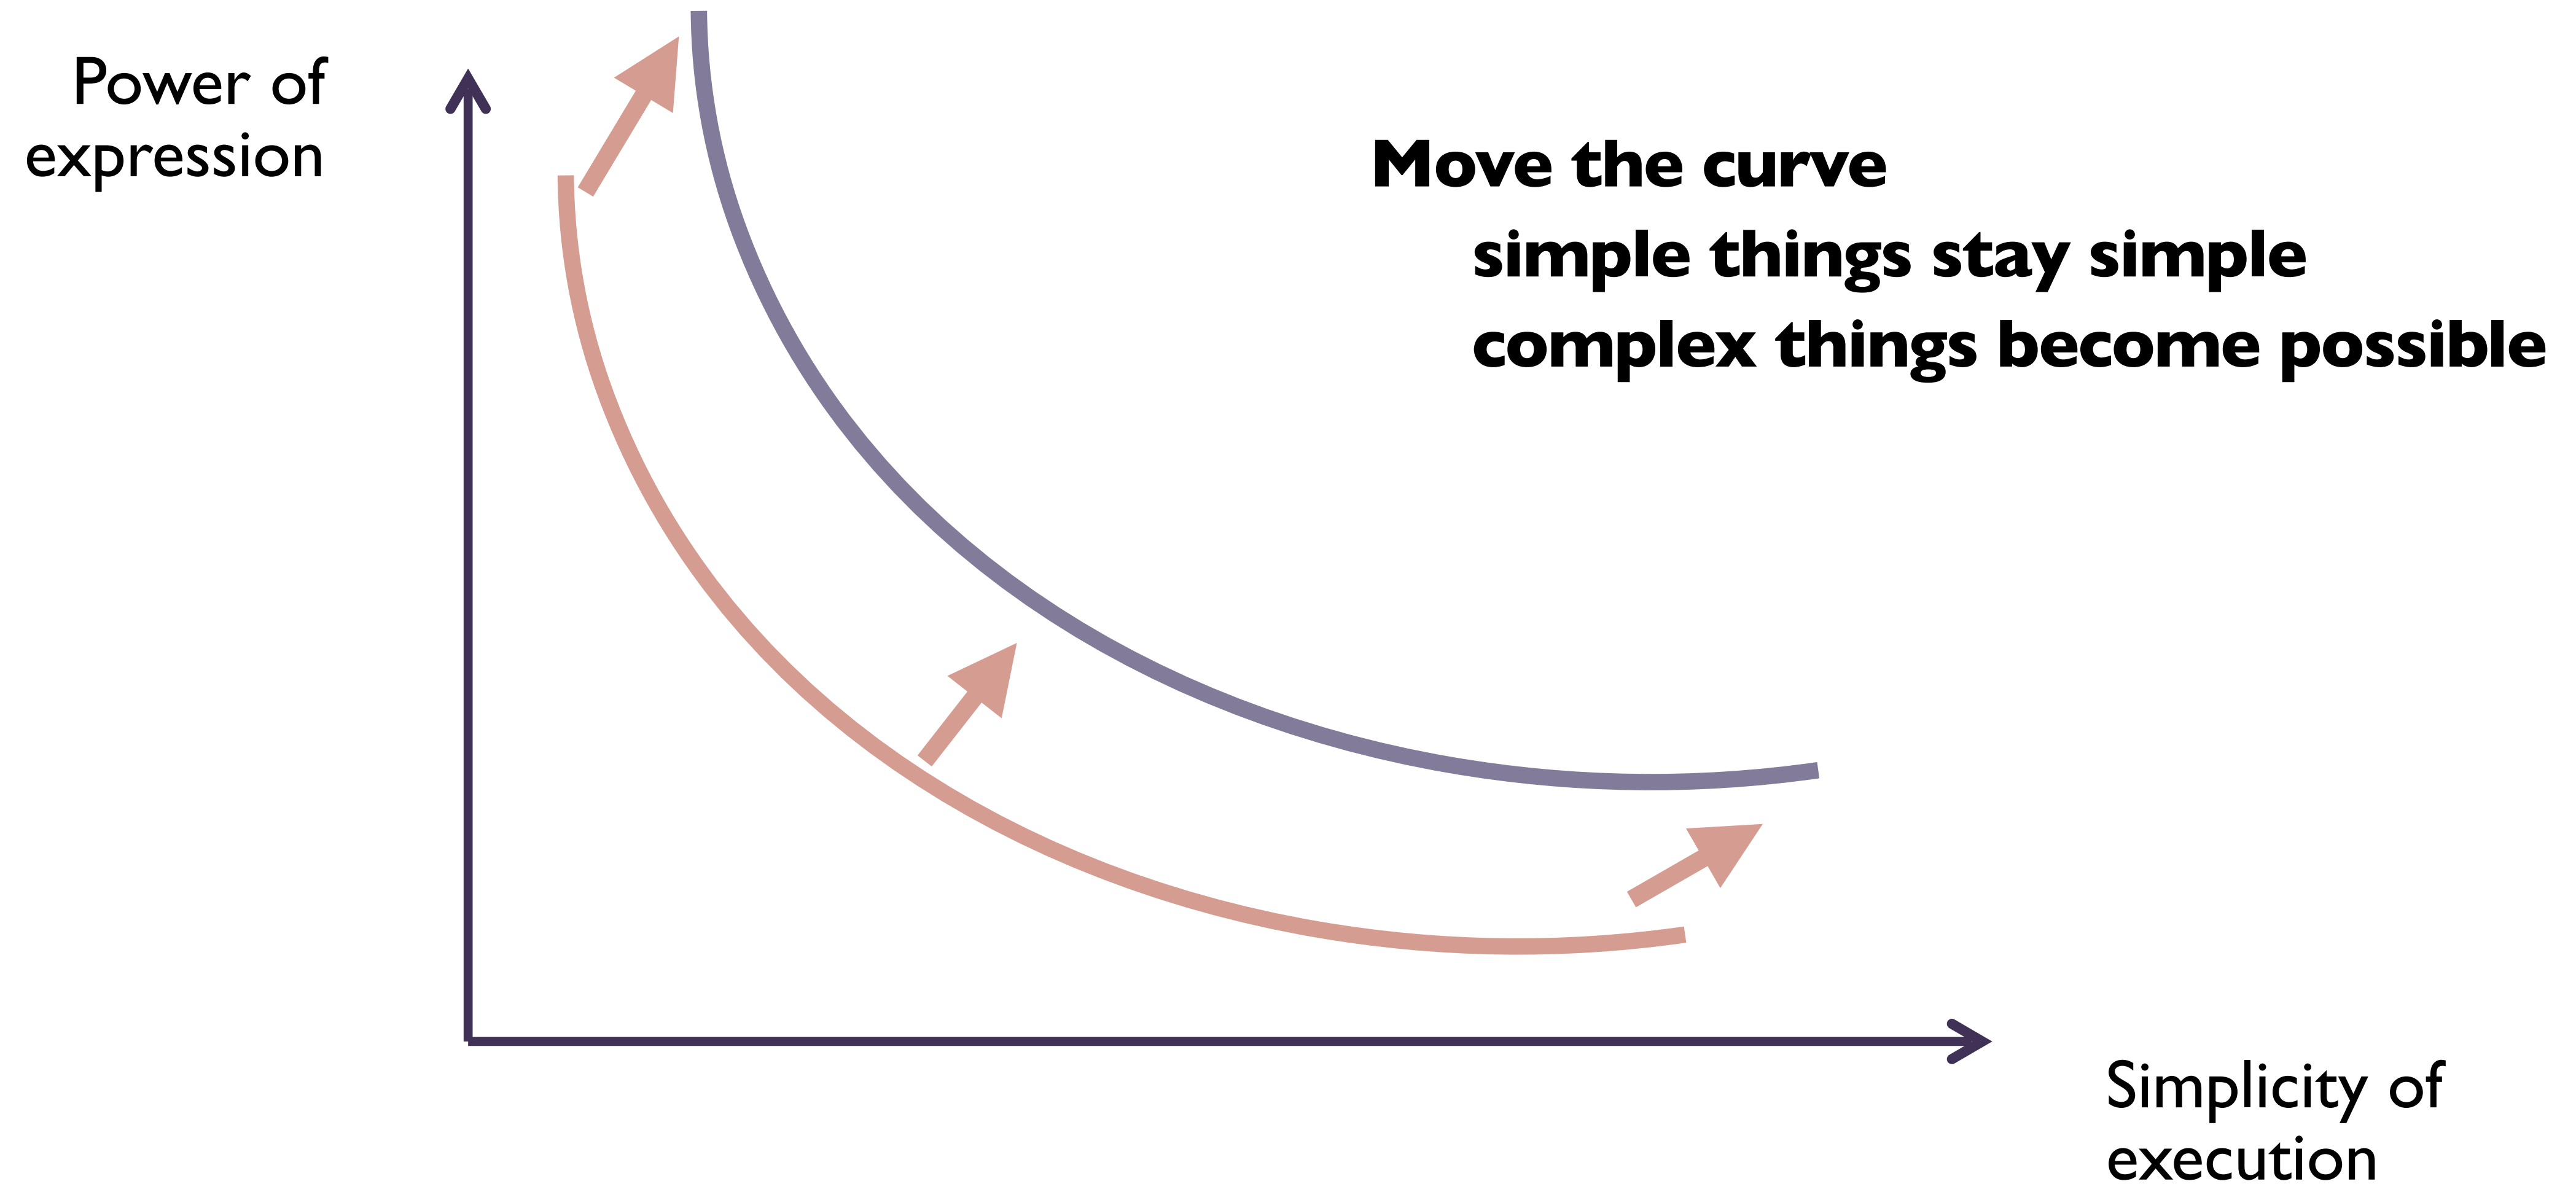 Power of
expression
Move the curve
simple things stay simple
complex things become possible
Simplicity of
execution